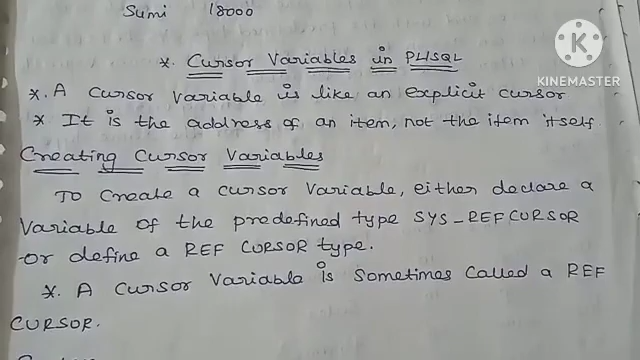 Sumi 18000
*. Cursor Variables in PL/SQL
KINEMASTER
*. A cursor variable is like an explicit cursor.
* It is the address of an item, not the item itself.
Creating Cursor Variables
To create a cursor variable, either declare a
variable of the predefined type SYS_REFCURSOR
or define a REF CURSOR type.
*. A cursor variable is sometimes called a REF
CURSOR.